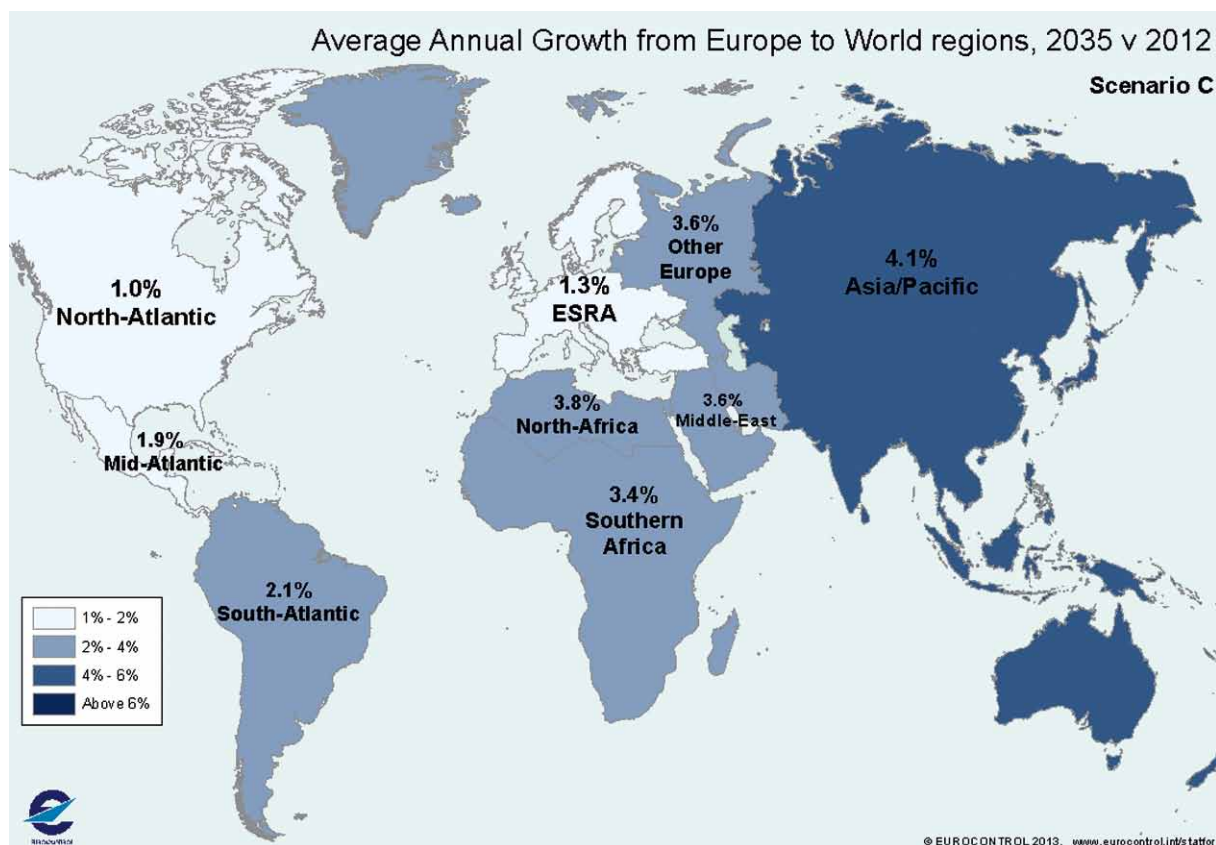 Average Annual Growth from Europe to World regions, 2035 v 2012
Scenario C
3.6%
Other
Europe
4.1%
Asia/Pacific
1.0%
North-Atlantic
1.3%
ESRA
3.8%
North-Africa
3.6%
Middle-East
1.9%
Mid-Atlantic
3.4%
Southern
Africa
2.1%
South-Atlantic
1% - 2%
2% - 4%
4% - 6%
Above 6%
EUROCONTROL
© EUROCONTROL 2013. www.eurocontrol.int/statfor